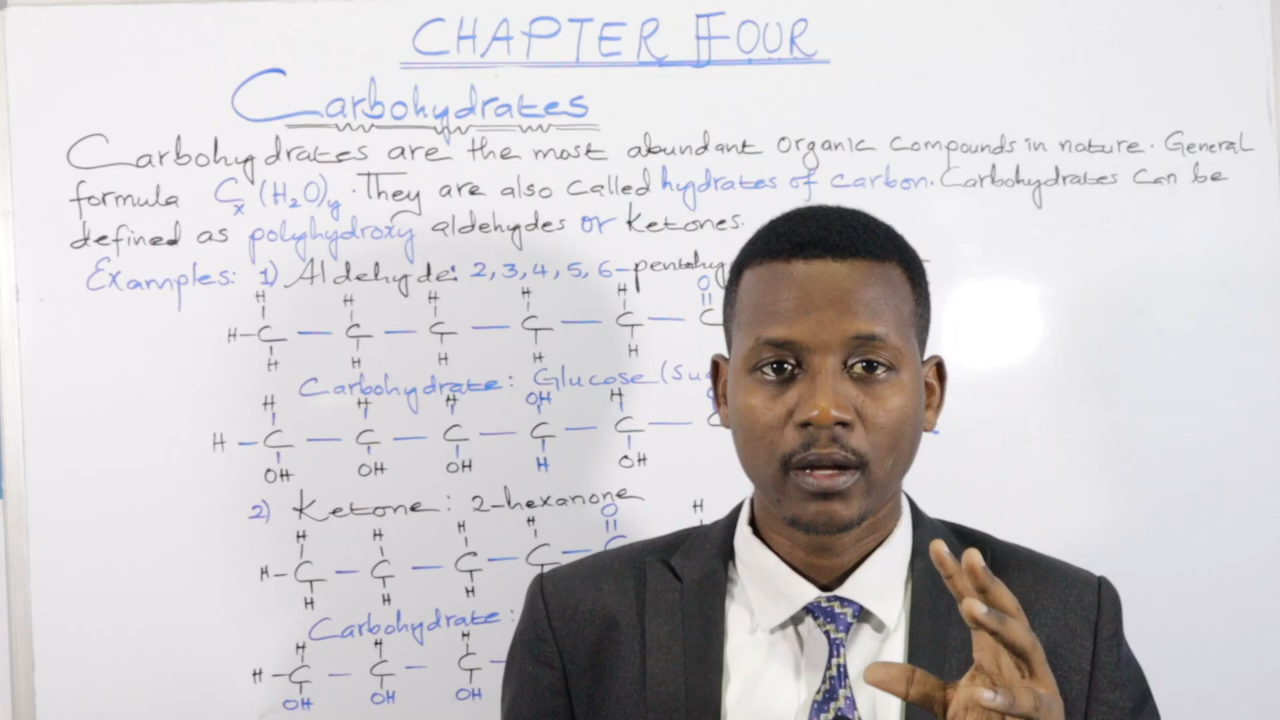 CHAPTER FOUR
Carbohydrates
Carbohydrates are the most abundant organic compounds in nature. General
formula Cx(H2O)y. They are also called hydrates of carbon. Carbohydrates can be
defined as polyhydroxy aldehydes or ketones.
Examples: 1) Aldehyde: 2, 3, 4, 5, 6-
H H H H H O
H-C — C — C — C — C — C
H H H H H
Carbohydrate: Glucose
H H H OH H
H — C — C — C — C — C — C
OH OH OH H OH
2) Ketone: 2-hexanone
H H H H O H
H-C — C — C — C — C
H H H
Carbohydrate:
H H H
H — C — C — C —
OH OH OH